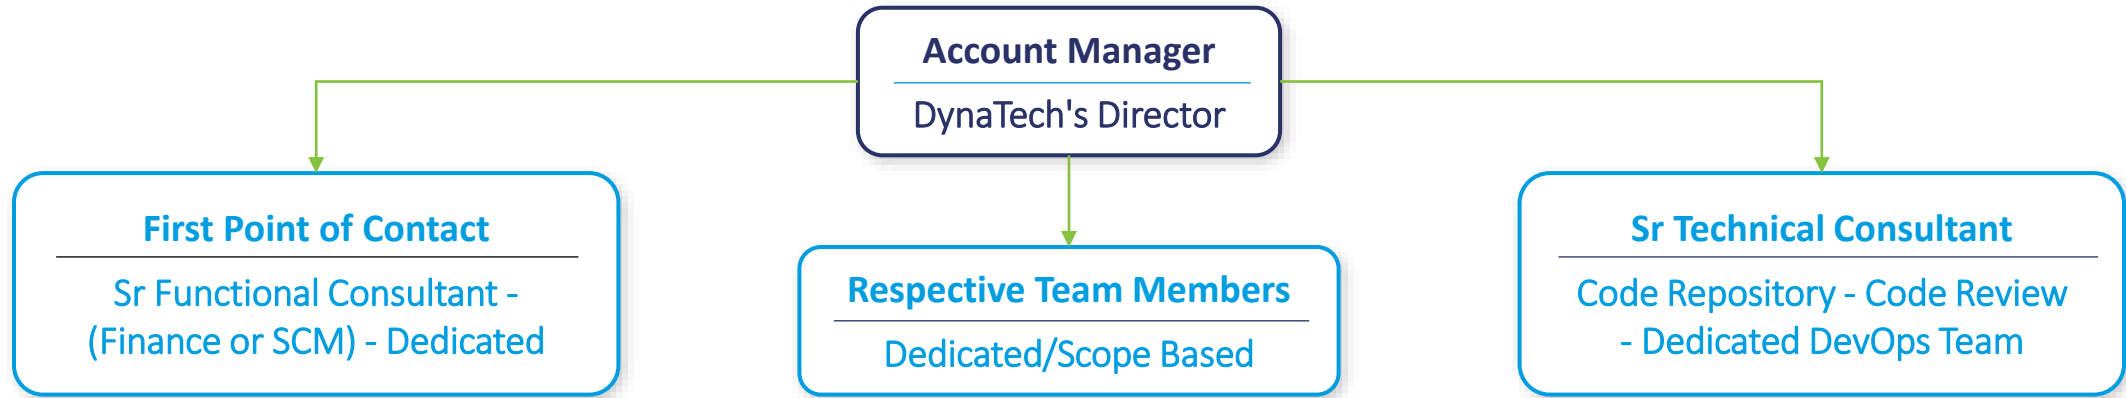 Account Manager
DynaTech's Director
First Point of Contact
Sr Functional Consultant -
(Finance or SCM) - Dedicated
Respective Team Members
Dedicated/Scope Based
Sr Technical Consultant
Code Repository - Code Review
- Dedicated DevOps Team